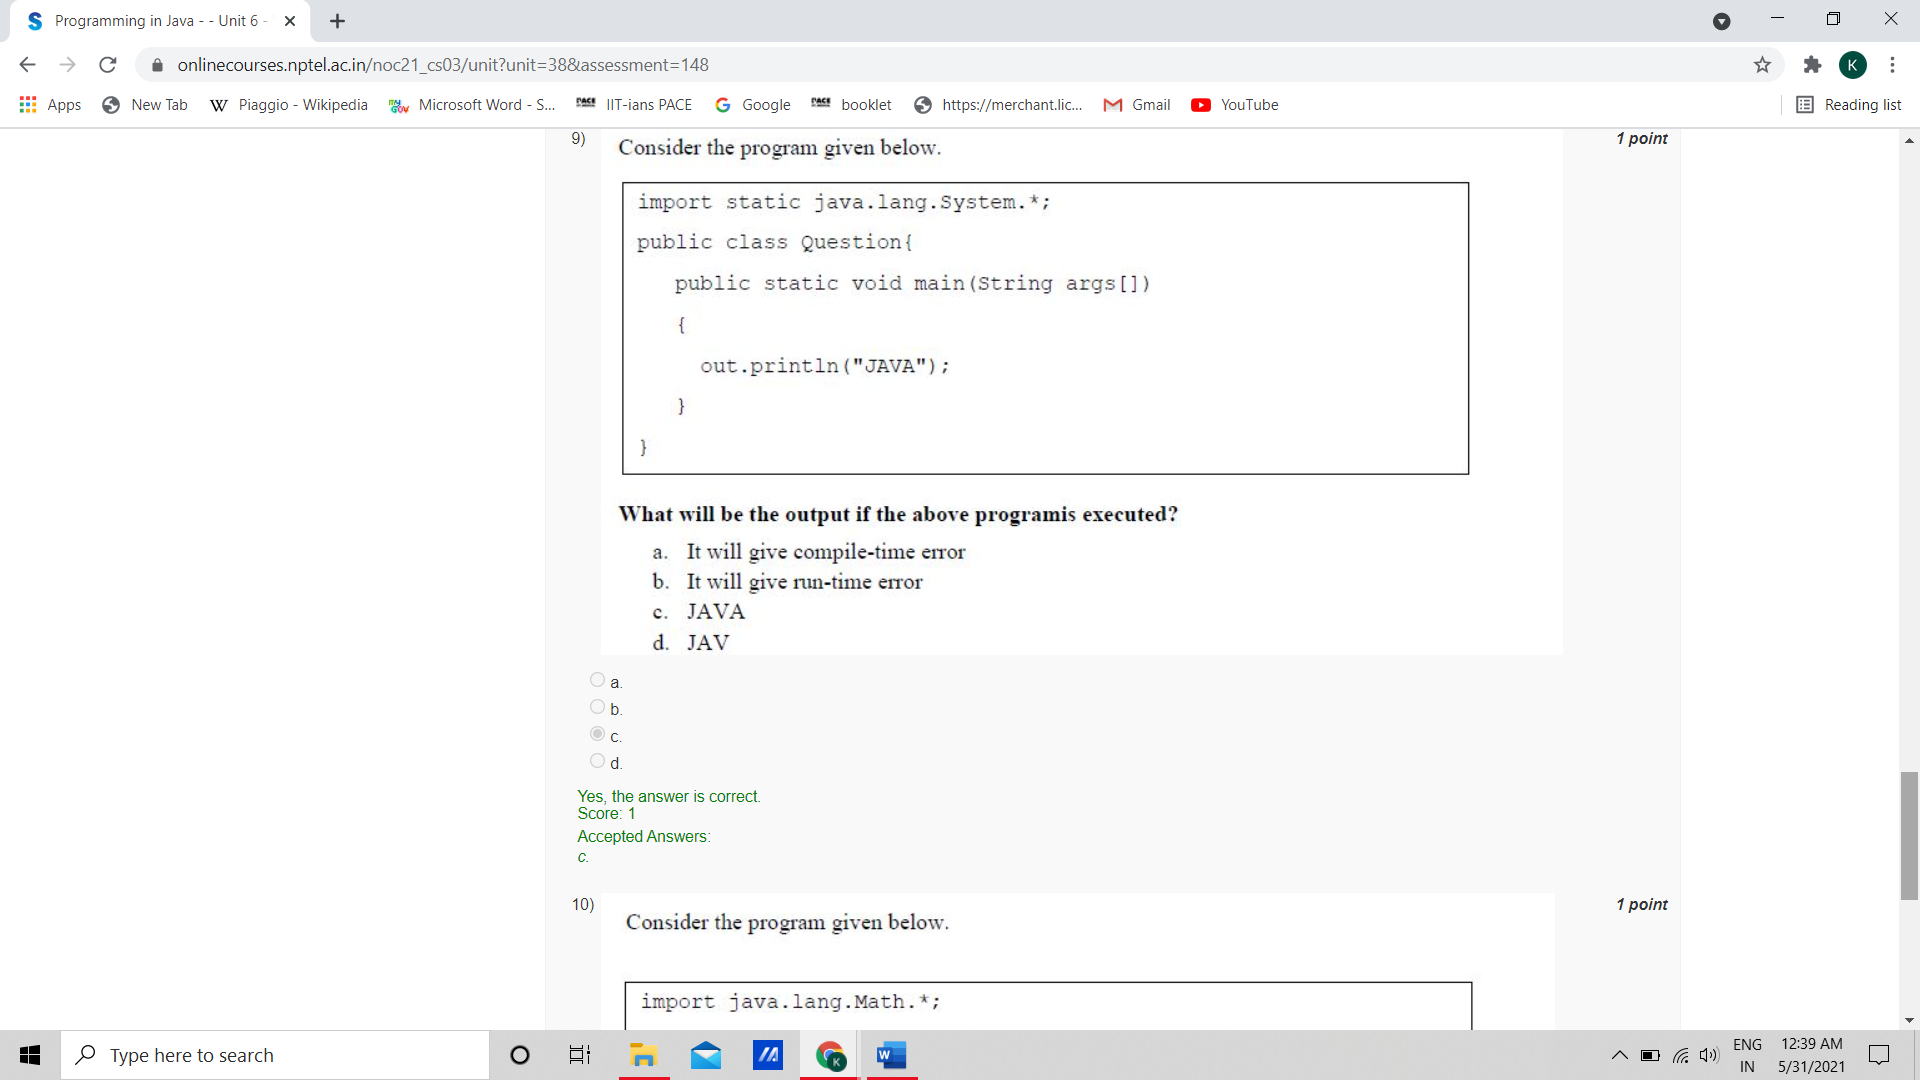 Programming in Java - - Unit 6 -
onlinecourses.nptel.ac.in/noc21_cs03/unit?unit=38&assessment=148
K
Apps
New Tab
W Piaggio - Wikipedia
Microsoft Word - S...
PACE IIT-ians PACE
G Google
PACE booklet
https://merchant.lic...
Gmail
YouTube
Reading list
9)
Consider the program given below.
1 point
import static java.lang.System.*;
public class Question{
public static void main(String args[])
{
out.println("JAVA");
}
}
What will be the output if the above programis executed?
a. It will give compile-time error
b. It will give run-time error
c. JAVA
d. JAV
a.
b.
c.
d.
Yes, the answer is correct.
Score: 1
Accepted Answers:
c.
10)
Consider the program given below.
1 point
import java.lang.Math.*;
Type here to search
K
W
ENG
IN
12:39 AM
5/31/2021